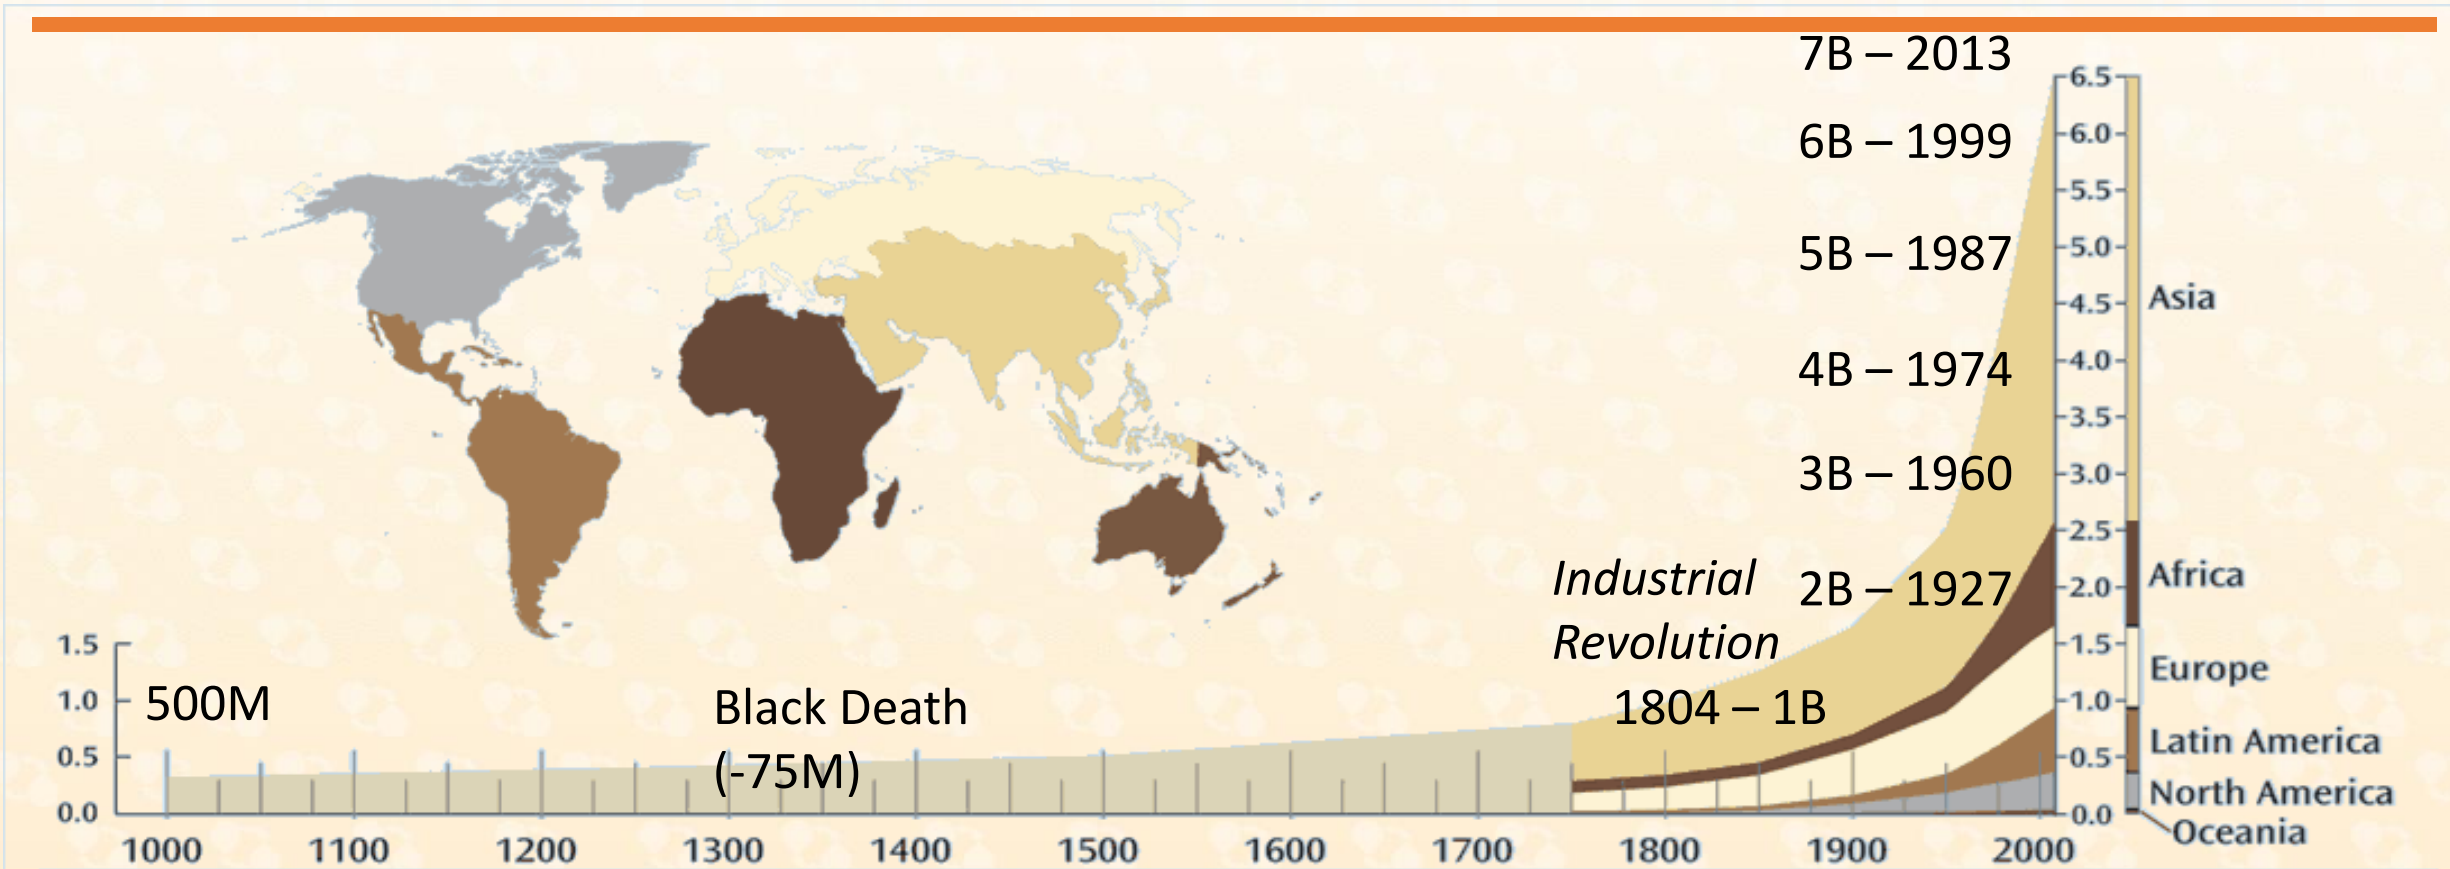 7B – 2013
6B – 1999
5B – 1987
4B – 1974
3B – 1960
2B – 1927
Industrial
Revolution
1804 – 1B
500M
Black Death
(-75M)
1.5
1.0
0.5
0.0
6.5
6.0
5.5
5.0
4.5
4.0
3.5
3.0
2.5
2.0
1.5
1.0
0.5
0.0
Asia
Africa
Europe
Latin America
North America
Oceania
1000 1100 1200 1300 1400 1500 1600 1700 1800 1900 2000